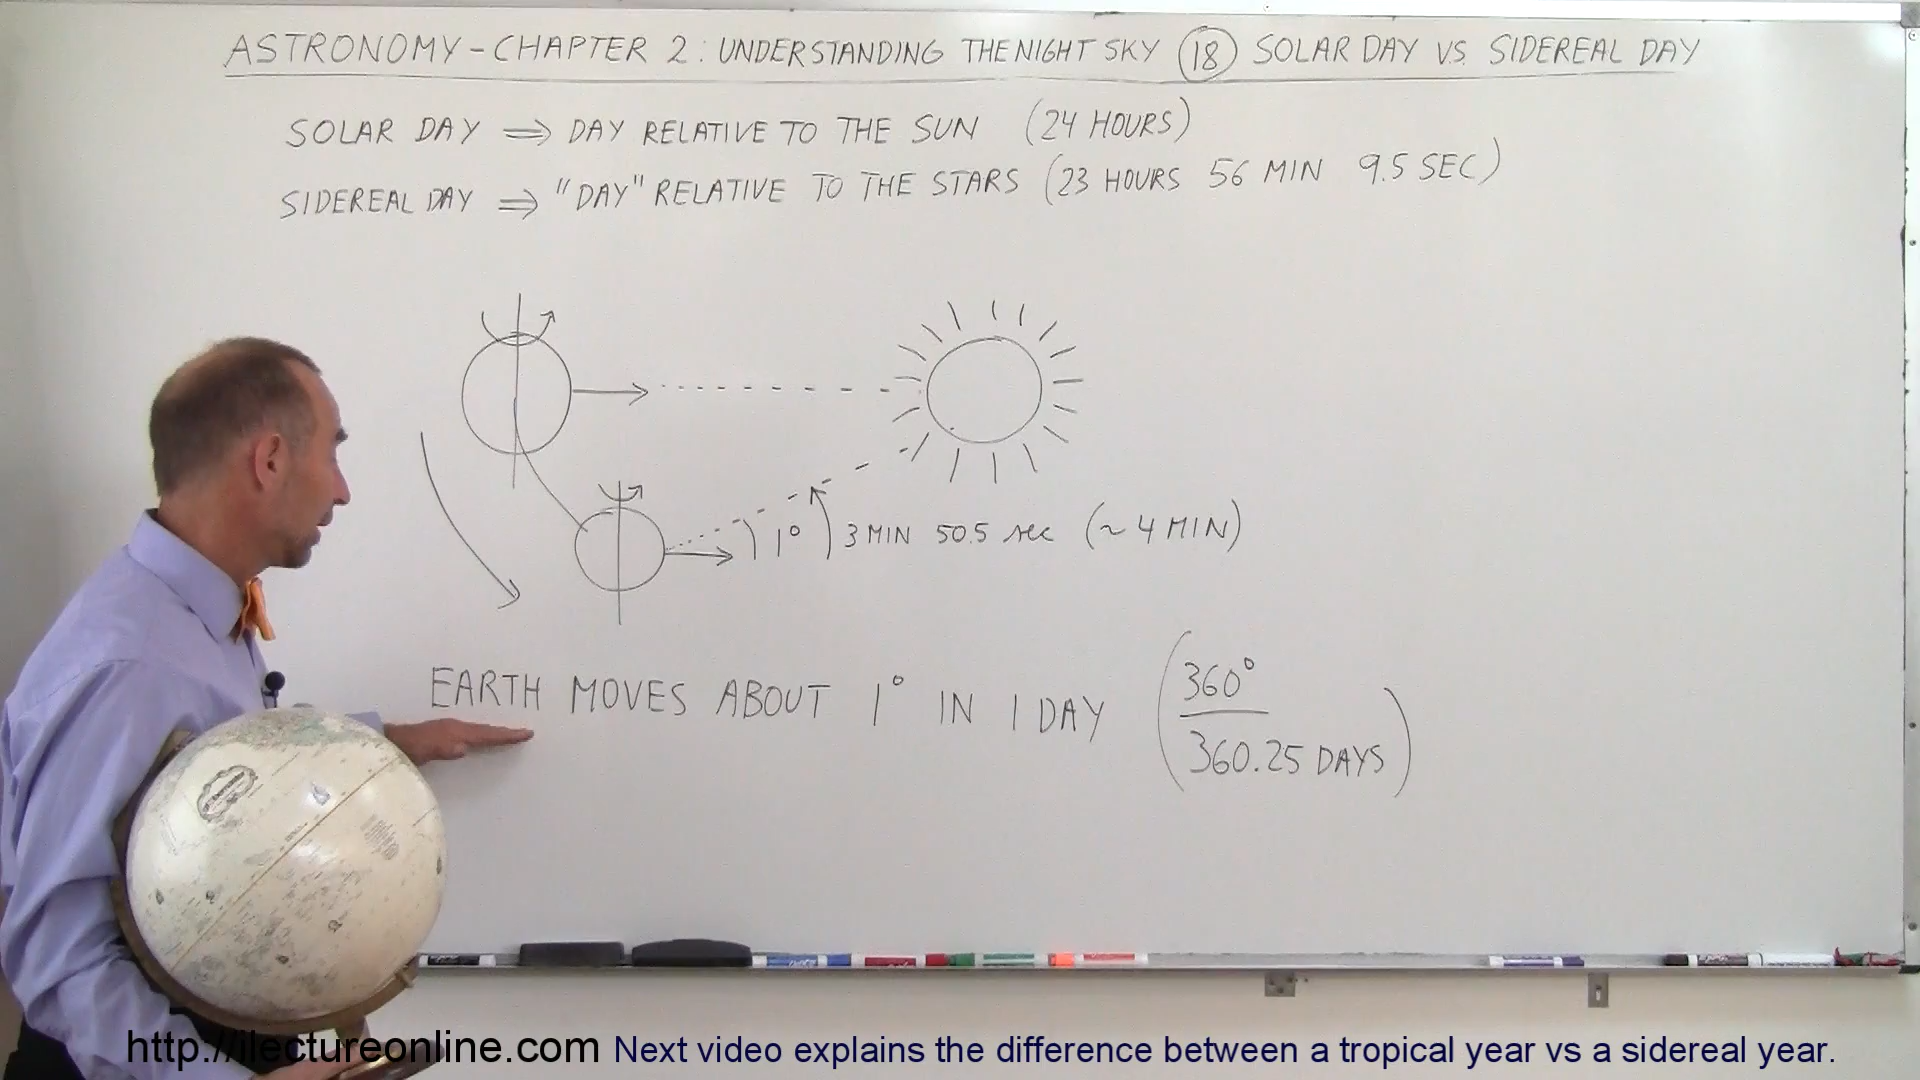 ASTRONOMY - CHAPTER 2: UNDERSTANDING THE NIGHT SKY 18 SOLAR DAY VS. SIDEREAL DAY
SOLAR DAY ⇒ DAY RELATIVE TO THE SUN (24 HOURS)
SIDEREAL DAY ⇒ "DAY" RELATIVE TO THE STARS (23 HOURS 56 MIN 9.5 SEC)
1° 3 MIN 50.5 sec (~4 MIN)
EARTH MOVES ABOUT 1° IN 1 DAY
360°
360.25 DAYS
http://ilectureonline.com Next video explains the difference between a tropical year vs a sidereal year.